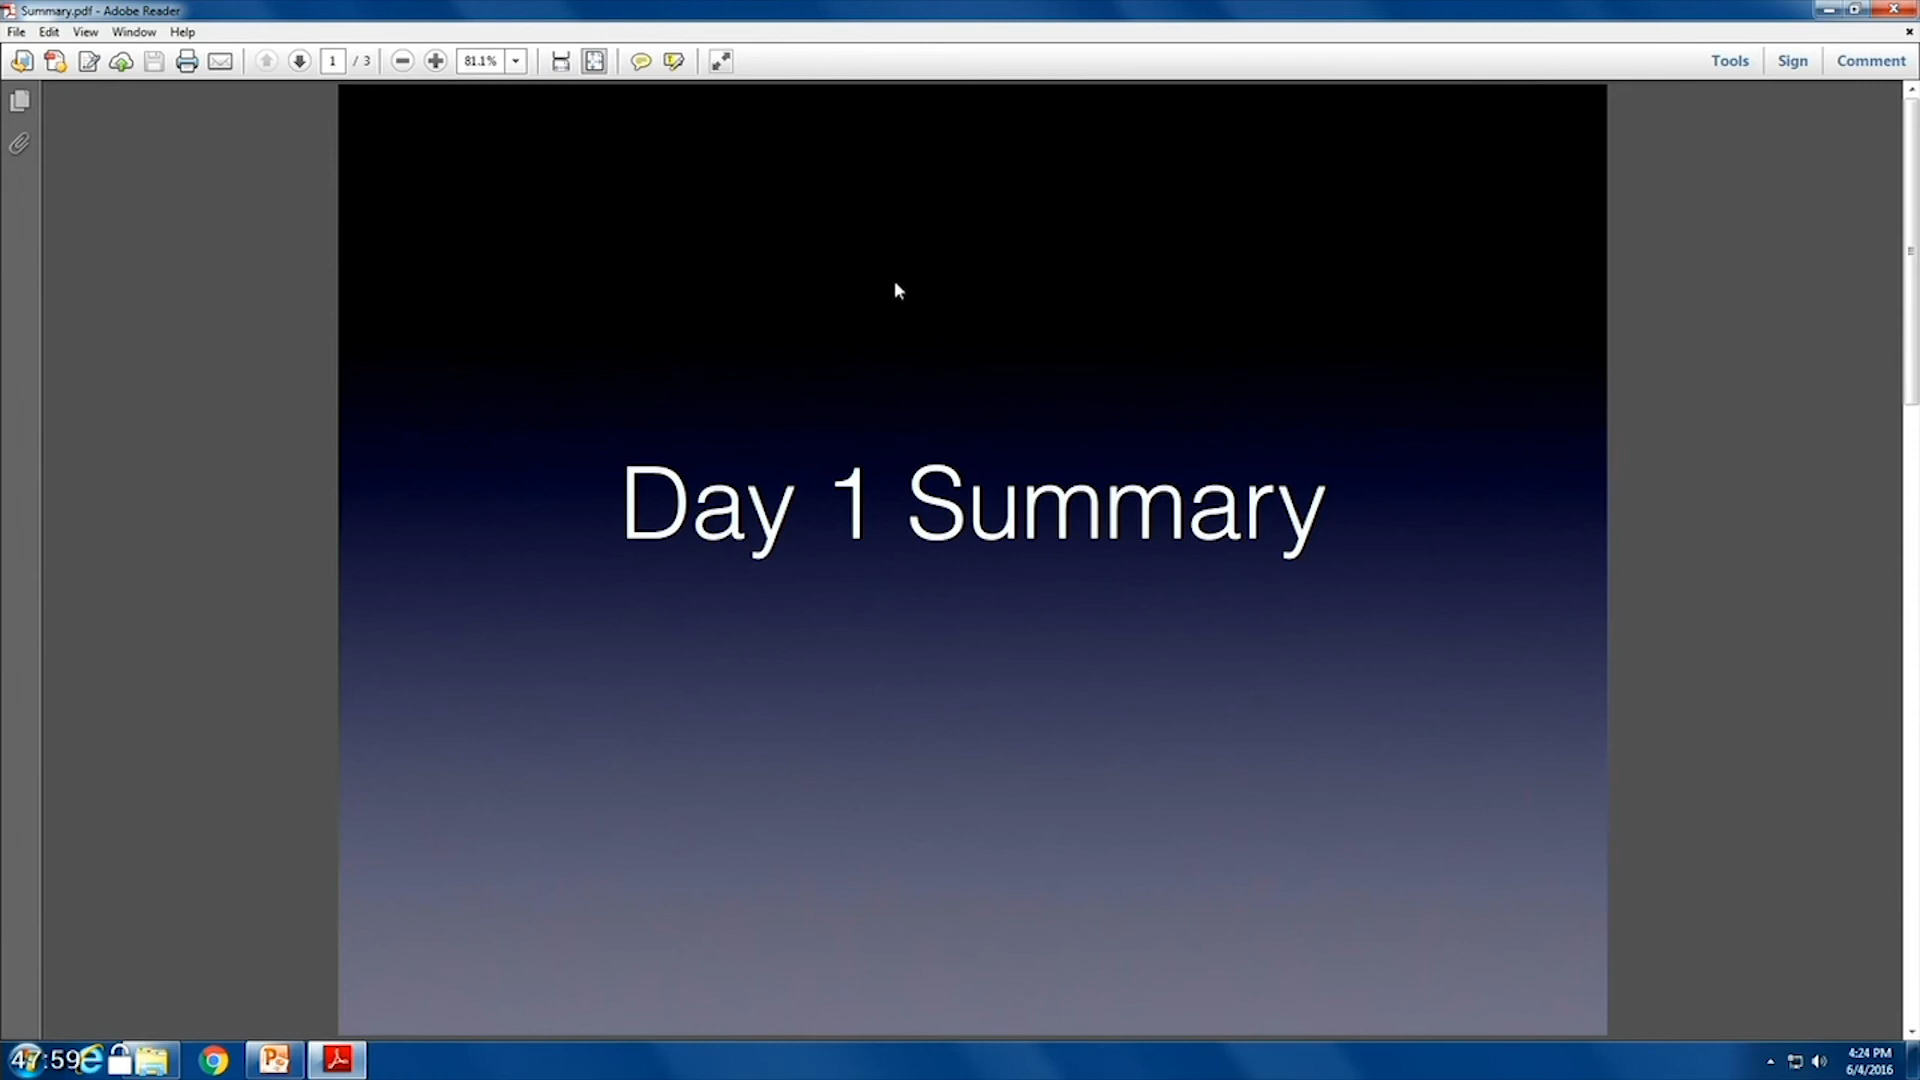 Summary.pdf - Adobe Reader
File Edit View Window Help
1 / 3
81.1%
Tools Sign Comment
Day 1 Summary
47:59
4:24 PM
6/4/2016